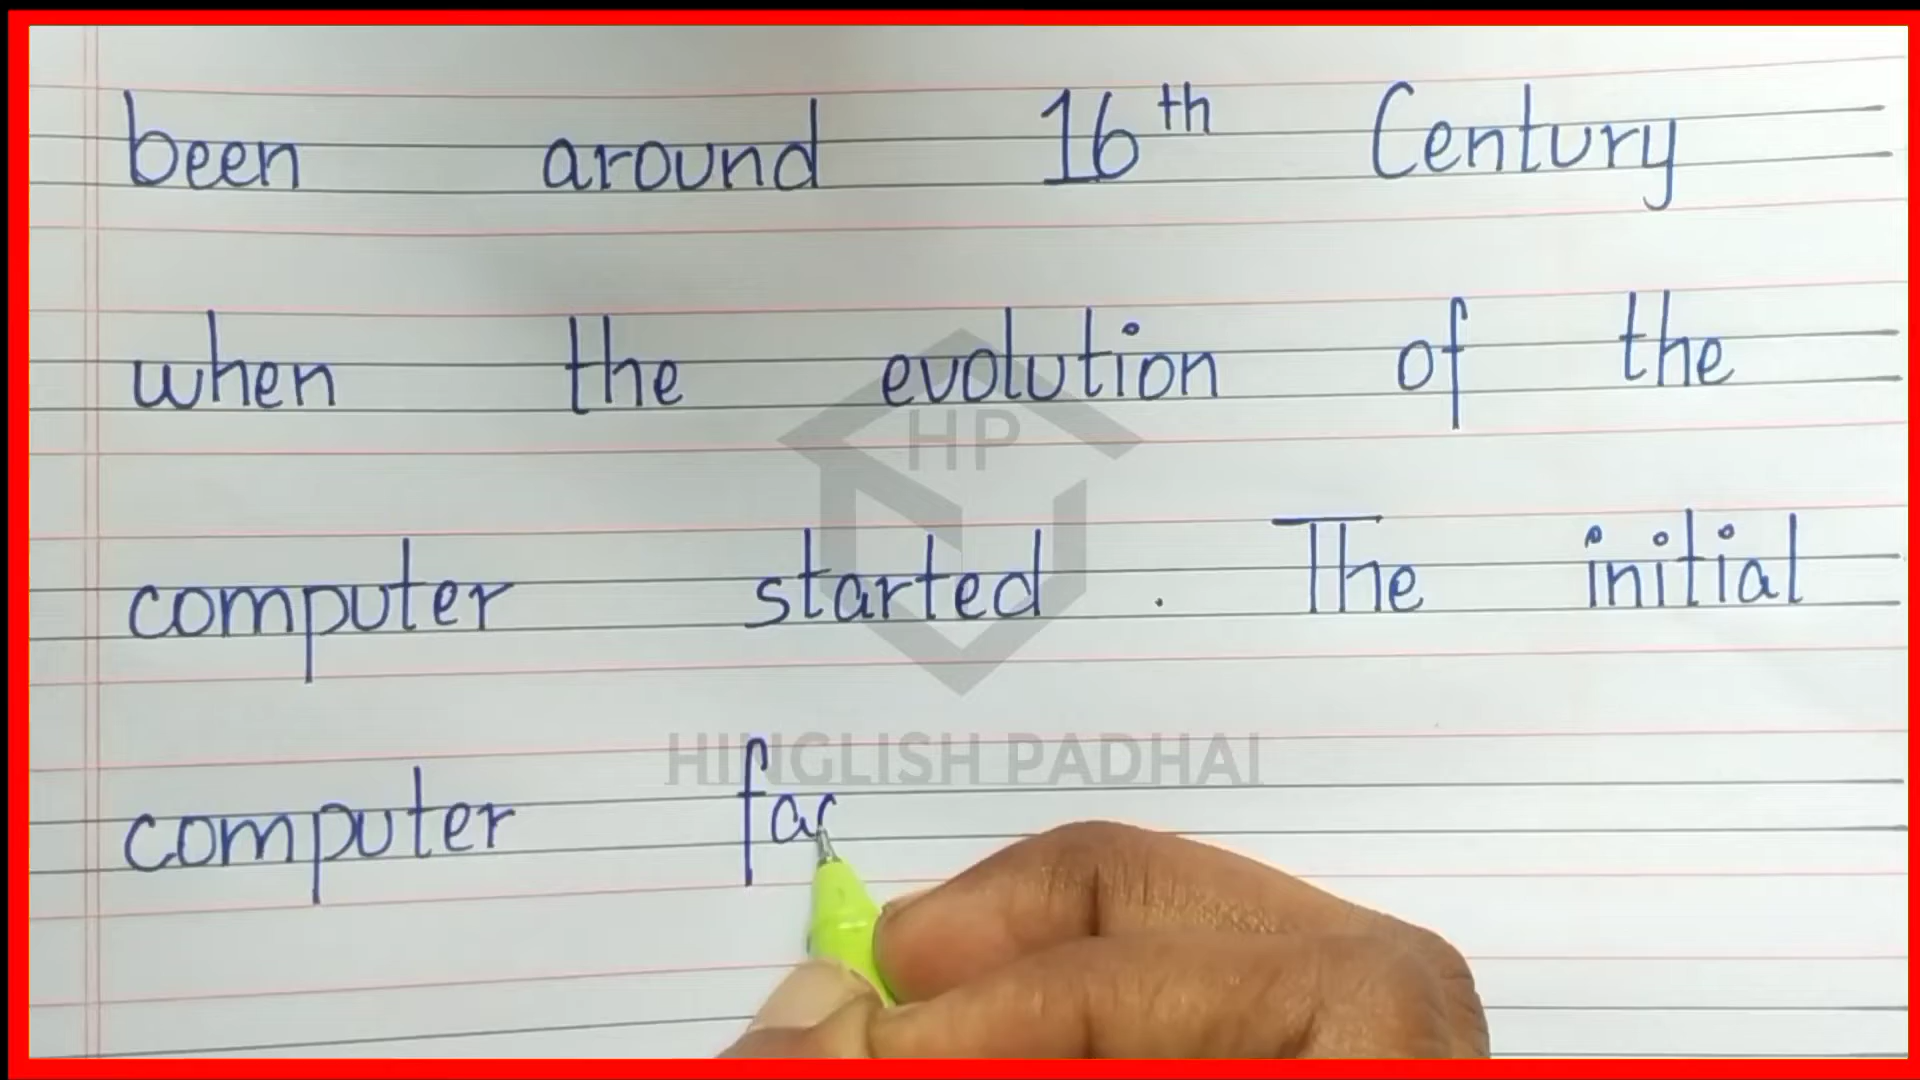 been around 16th Century
when the evolution of the
HP
computer started . The initial
HINGLISH PADHAI
computer fa